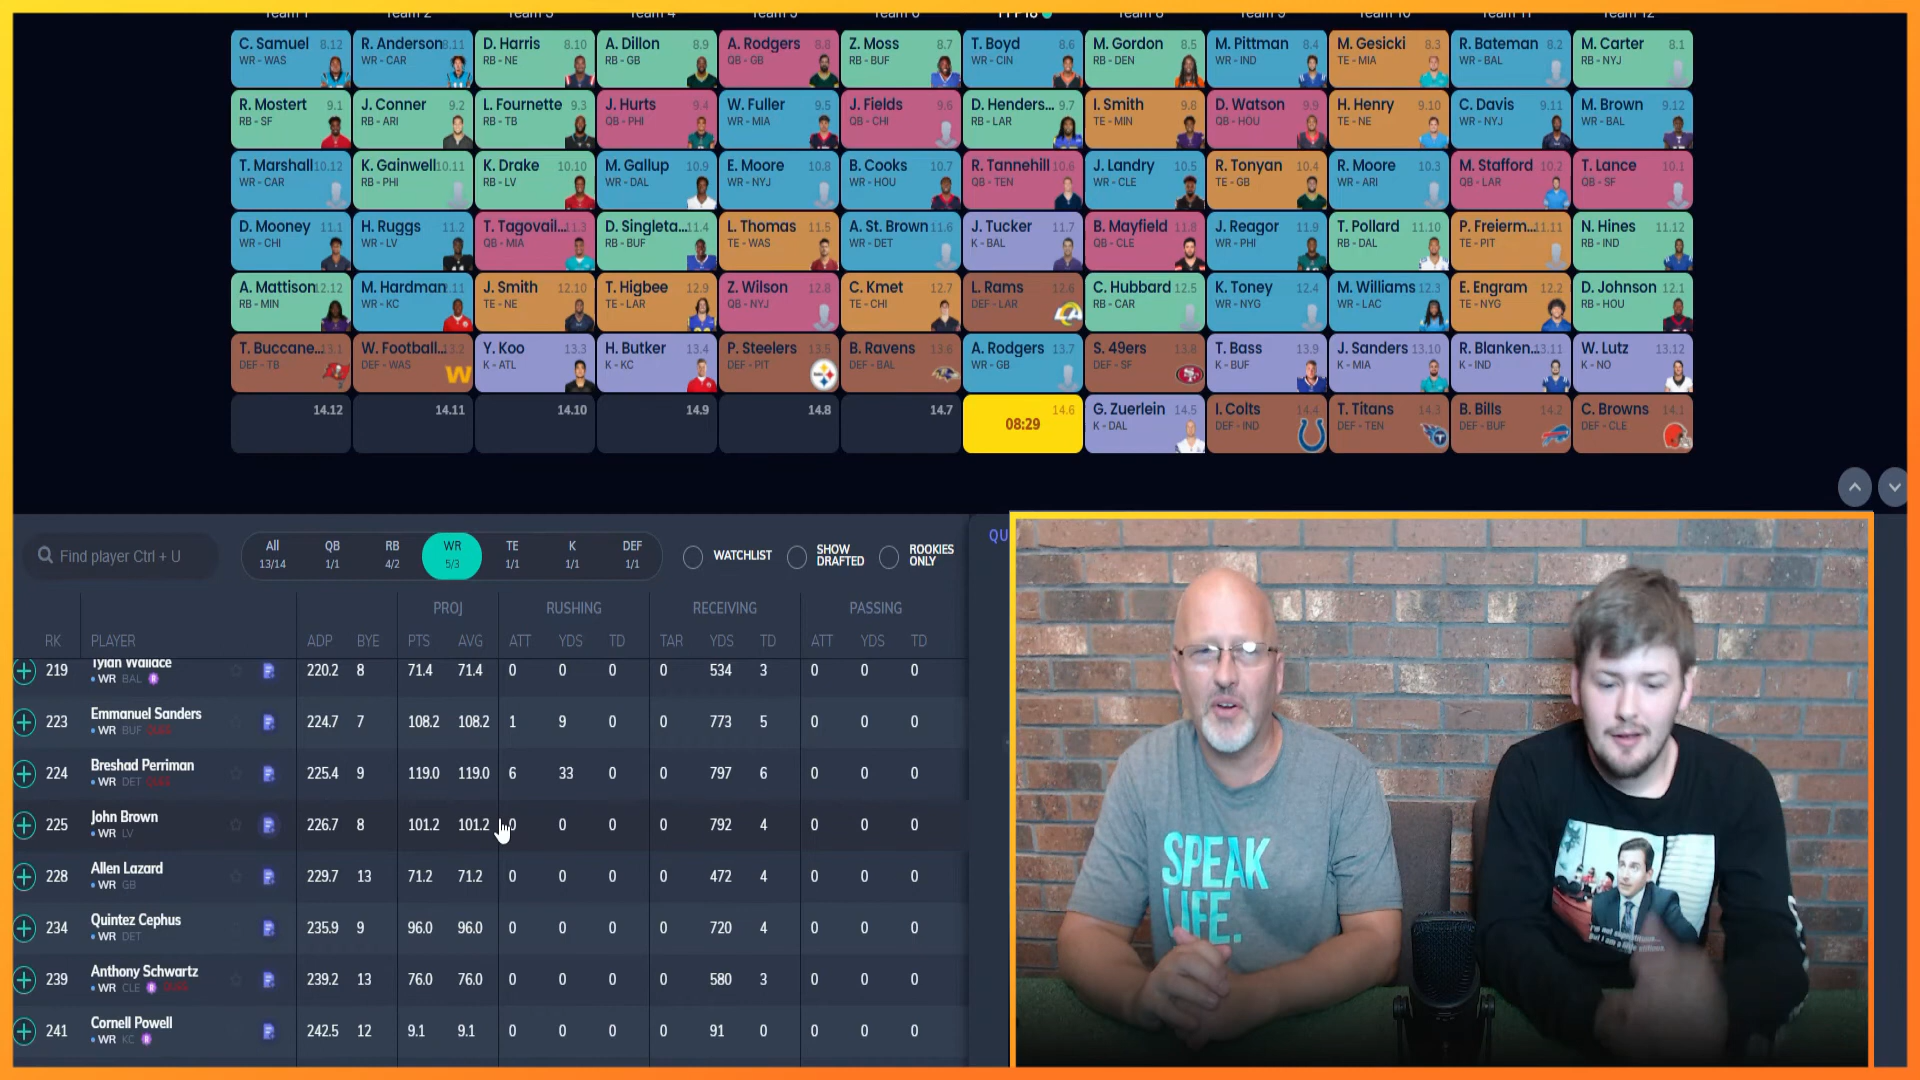 C. Samuel 8.12 R. Anderson 8.11 D. Harris 8.10 A. Dillon 8.9 A. Rodgers 8.8 Z. Moss 8.7 T. Boyd 8.6 M. Gordon 8.5 M. Pittman 8.4 M. Gesicki 8.3 R. Bateman 8.2 M. Carter 8.1
WR - WAS WR - CAR RB - NE RB - GB QB - GB RB - BUF WR - CIN RB - DEN WR - IND TE - MIA WR - BAL RB - NYJ
R. Mostert 9.1 J. Conner 9.2 L. Fournette 9.3 J. Hurts 9.4 W. Fuller 9.5 J. Fields 9.6 D. Henders... 9.7 I. Smith 9.8 D. Watson 9.9 H. Henry 9.10 C. Davis 9.11 M. Brown 9.12
RB - SF RB - ARI RB - TB QB - PHI WR - MIA QB - CHI RB - LAR TE - MIN QB - HOU TE - NE WR - NYJ WR - BAL
T. Marshall 10.12 K. Gainwell 10.11 K. Drake 10.10 M. Gallup 10.9 E. Moore 10.8 B. Cooks 10.7 R. Tannehill 10.6 J. Landry 10.5 R. Tonyan 10.4 R. Moore 10.3 M. Stafford 10.2 T. Lance 10.1
WR - CAR RB - PHI RB - LV WR - DAL WR - NYJ WR - HOU QB - TEN WR - CLE TE - GB WR - ARI QB - LAR QB - SF
D. Mooney 11.1 H. Ruggs 11.2 T. Tagovail... 11.3 D. Singleta... 11.4 L. Thomas 11.5 A. St. Brown 11.6 J. Tucker 11.7 B. Mayfield 11.8 J. Reagor 11.9 T. Pollard 11.10 P. Freierm... 11.11 N. Hines 11.12
WR - CHI WR - LV QB - MIA RB - BUF TE - WAS WR - DET K - BAL QB - CLE WR - PHI RB - DAL TE - PIT RB - IND
A. Mattison 12.12 M. Hardman 12.11 J. Smith 12.10 T. Higbee 12.9 Z. Wilson 12.8 C. Kmet 12.7 L. Rams 12.6 C. Hubbard 12.5 K. Toney 12.4 M. Williams 12.3 E. Engram 12.2 D. Johnson 12.1
RB - MIN WR - KC TE - NE TE - LAR QB - NYJ TE - CHI DEF - LAR RB - CAR WR - NYG WR - LAC TE - NYG RB - HOU
T. Buccane... 13.1 W. Football... 13.2 Y. Koo 13.3 H. Butker 13.4 P. Steelers 13.5 B. Ravens 13.6 A. Rodgers 13.7 S. 49ers 13.8 T. Bass 13.9 J. Sanders 13.10 R. Blanken... 13.11 W. Lutz 13.12
DEF - TB DEF - WAS K - ATL K - KC DEF - PIT DEF - BAL WR - GB DEF - SF K - BUF K - MIA K - IND K - NO
14.12 14.11 14.10 14.9 14.8 14.7 14.6 G. Zuerlein 14.5 I. Colts 14.4 T. Titans 14.3 B. Bills 14.2 C. Browns 14.1
08:29 K - DAL DEF - IND DEF - TEN DEF - BUF DEF - CLE
Find player Ctrl + U
All QB RB WR TE K DEF
13/14 1/1 4/2 5/3 1/1 1/1 1/1
WATCHLIST SHOW DRAFTED ROOKIES ONLY
QU
PROJ RUSHING RECEIVING PASSING
RK PLAYER ADP BYE PTS AVG ATT YDS TD TAR YDS TD ATT YDS TD
219 Tylan Wallace 220.2 8 71.4 71.4 0 0 0 0 534 3 0 0 0
WR BAL R
223 Emmanuel Sanders 224.7 7 108.2 108.2 1 9 0 0 773 5 0 0 0
WR BUF QUES
224 Breshad Perriman 225.4 9 119.0 119.0 6 33 0 0 797 6 0 0 0
WR DET QUES
225 John Brown 226.7 8 101.2 101.2 0 0 0 0 792 4 0 0 0
WR LV
228 Allen Lazard 229.7 13 71.2 71.2 0 0 0 0 472 4 0 0 0
WR GB
234 Quintez Cephus 235.9 9 96.0 96.0 0 0 0 0 720 4 0 0 0
WR DET
239 Anthony Schwartz 239.2 13 76.0 76.0 0 0 0 0 580 3 0 0 0
WR CLE R QUES
241 Cornell Powell 242.5 12 9.1 9.1 0 0 0 0 91 0 0 0 0
WR KC R
SPEAK
LIFE.